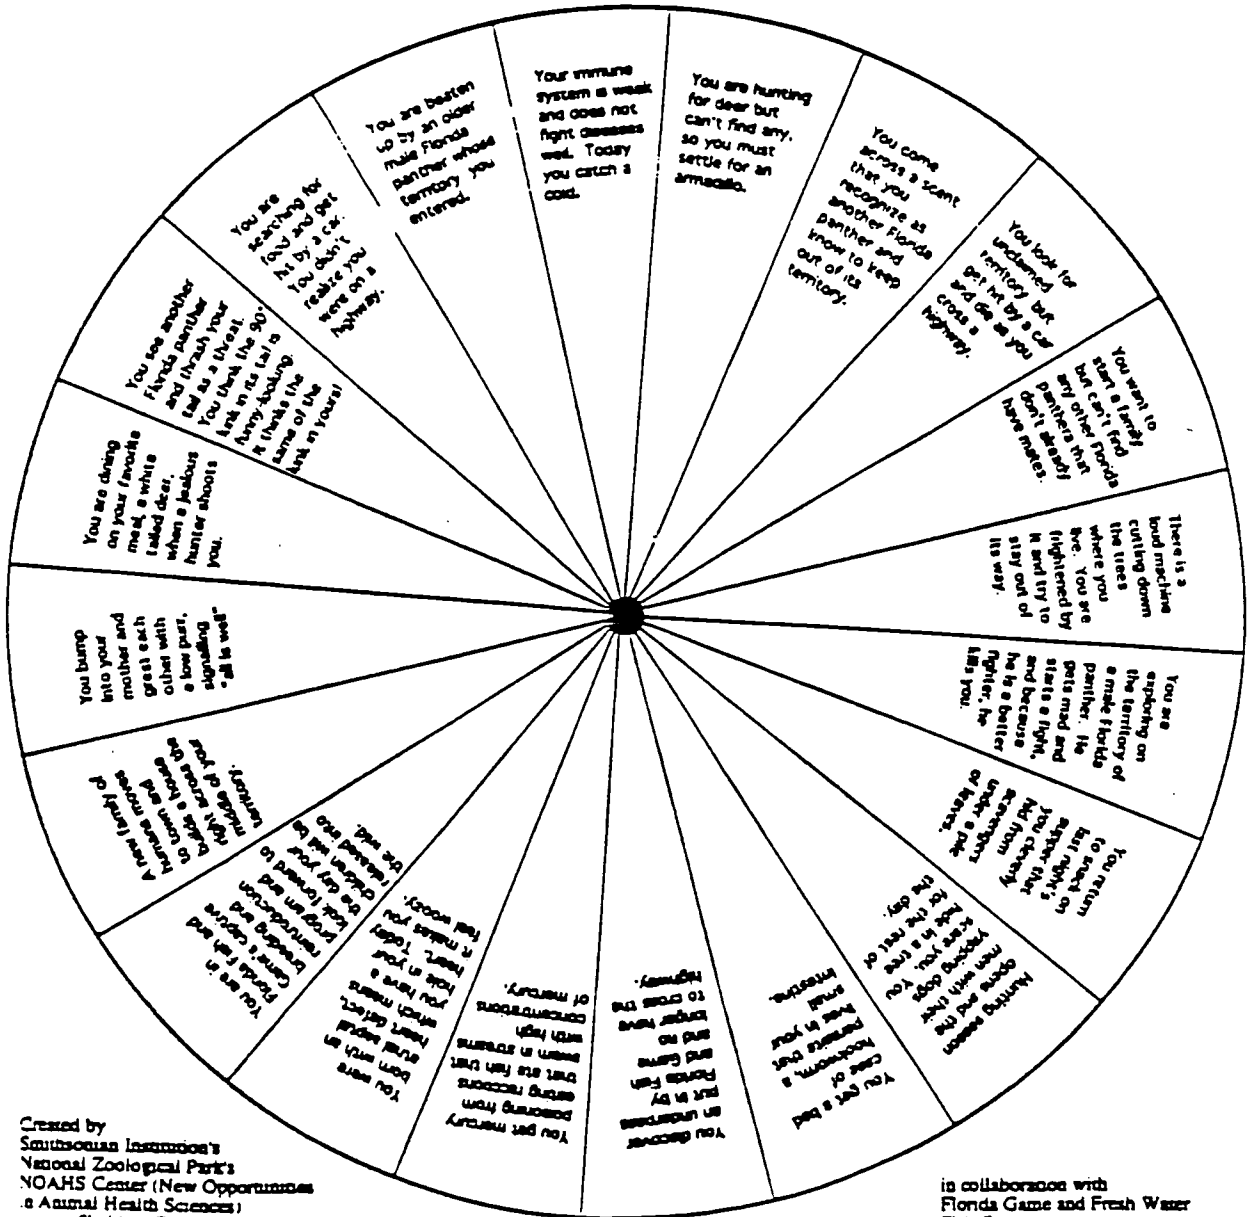 Your immune
system is weak
and does not
fight diseases
well. Today
you catch a
cold.
You are hunting
for deer but
can't find any,
so you must
settle for an
armadillo.
You come
across a scent
that you
recognize as
another Florida
panther and
know to keep
out of its
territory.
You look for
unclaimed
territory but
get hit by a car
and die as you
cross a
highway.
You want to
start a family
but can't find
any other Florida
panthers that
don't already
have mates.
There is a
loud machine
cutting down
the trees
where you
live. You are
frightened by
it and try to
stay out of
its way.
You are
exploring on
the territory of
a male Florida
panther. He
gets mad and
starts a fight,
and because
he is a better
fighter, he
kills you.
You return
to snack on
last night's
supper that
you cleverly
hid from
scavengers
under a pile
of leaves.
Hunting season
opens and the
men with their
yapping dogs
scare you. You
hide in a tree
for the rest of
the day.
You get a bad
case of
hookworm, a
parasite that
lives in your
small
intestine.
You discover
an underpass
put in by
Florida Fish
and Game
and no
longer have
to cross the
highway.
You get mercury
poisoning from
eating raccoons
that ate fish that
swam in streams
with high
concentrations
of mercury.
You were
born with an
atrial septal
heart defect,
which means
you have a
hole in your
heart. Today
it makes you
feel woozy.
You are in
Florida Fish and
Game's captive
breeding and
reintroduction
program and
look forward to
the day your
children will be
released into
the wild.
A new family of
humans moves
to town and
builds a house
right across the
middle of your
territory.
You bump
into your
mother and
greet each
other with
a low purr,
signalling
"all is well"
You are dining
on your favorite
meal, a white
tailed deer,
when a jealous
hunter shoots
you.
You see another
Florida panther
and thrash your
tail as a threat.
You think the 90°
kink in its tail is
funny-looking.
It thinks the
same of the
kink in yours!
You are
searching for
food and get
hit by a car.
You didn't
realize you
were on a
highway.
You are beaten
up by an older
male Florida
panther whose
territory you
entered.
Created by
Smithsonian Institution's
National Zoological Park's
NOAHS Center (New Opportunities
in Animal Health Sciences)
in collaboration with
Florida Game and Fresh Water